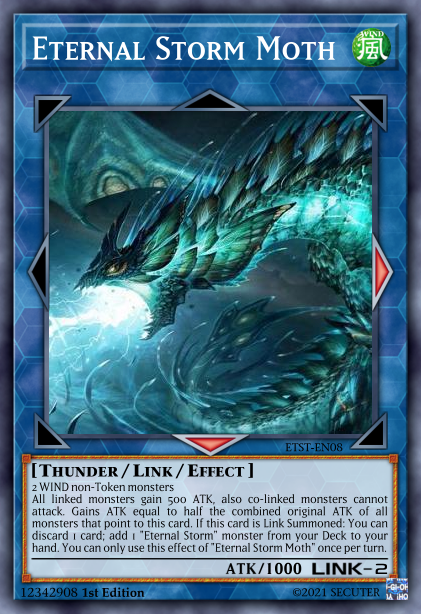 Eternal Storm Moth
WIND
風
ETST-EN08
[Thunder / Link / Effect]
2 WIND non-Token monsters
All linked monsters gain 500 ATK, also co-linked monsters cannot
attack. Gains ATK equal to half the combined original ATK of all
monsters that point to this card. If this card is Link Summoned: You can
discard 1 card; add 1 "Eternal Storm" monster from your Deck to your
hand. You can only use this effect of "Eternal Storm Moth" once per turn.
ATK/1000 LINK-2
12342908 1st Edition ©2021 SECUTER